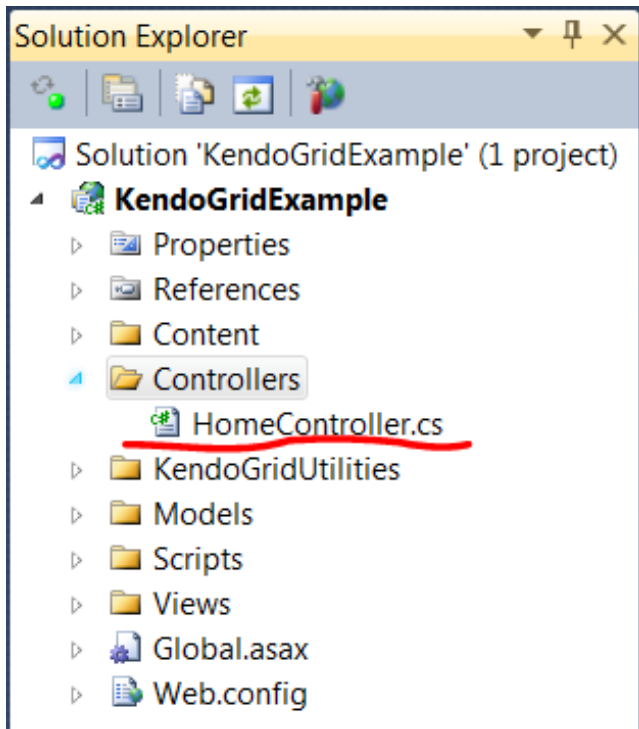 Solution Explorer
Solution 'KendoGridExample' (1 project)
KendoGridExample
Properties
References
Content
Controllers
HomeController.cs
KendoGridUtilities
Models
Scripts
Views
Global.asax
Web.config